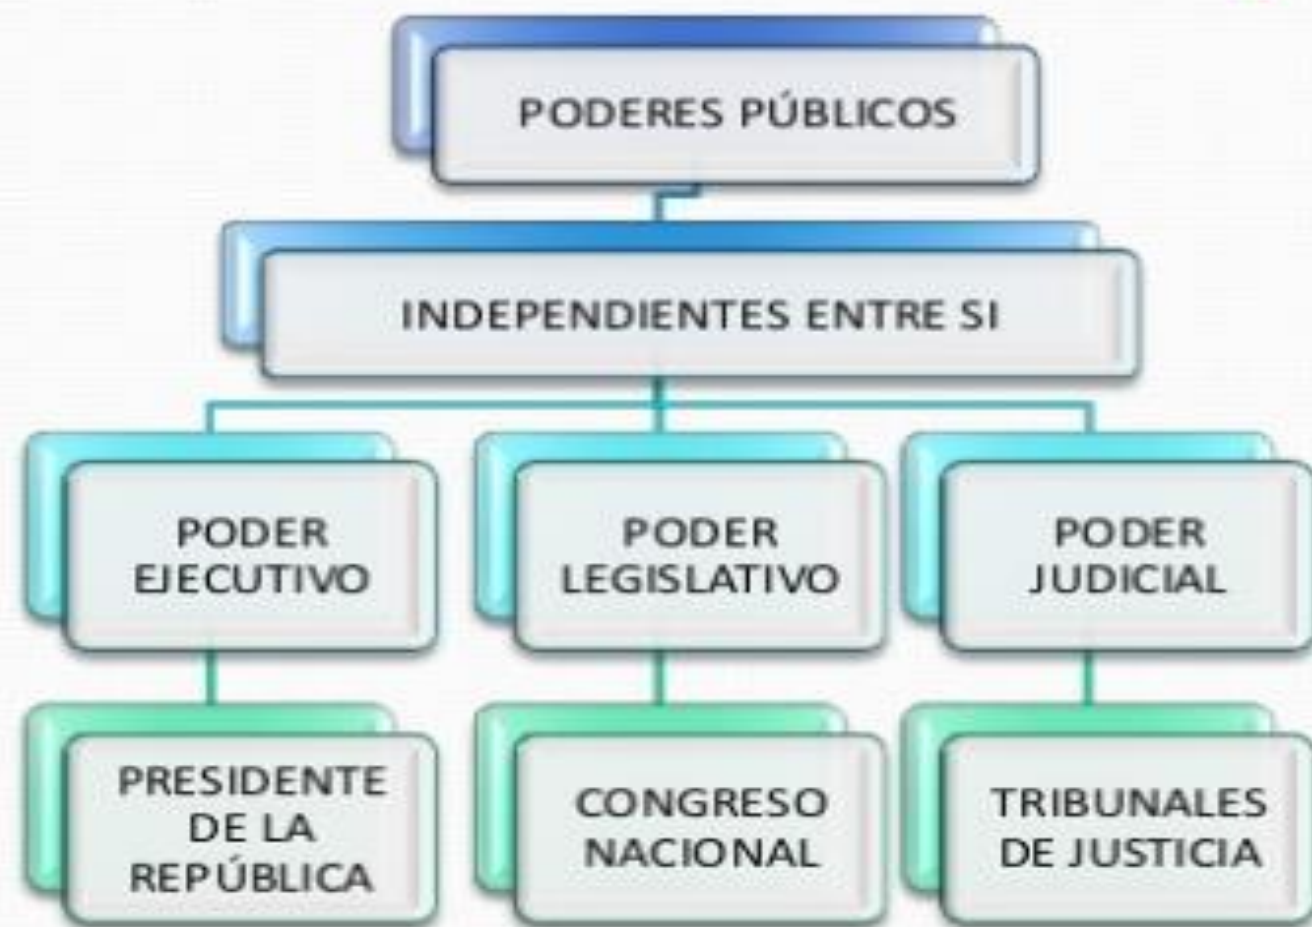 PODERES PÚBLICOS
INDEPENDIENTES ENTRE SI
PODER
EJECUTIVO
PODER
LEGISLATIVO
PODER
JUDICIAL
PRESIDENTE
DE LA
REPÚBLICA
CONGRESO
NACIONAL
TRIBUNALES
DE JUSTICIA